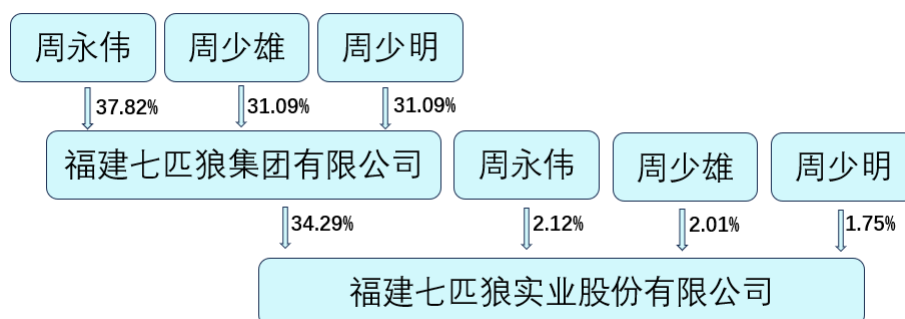 周永伟 周少雄 周少明
37.82% 31.09% 31.09%
福建七匹狼集团有限公司 周永伟 周少雄 周少明
34.29% 2.12% 2.01% 1.75%
福建七匹狼实业股份有限公司